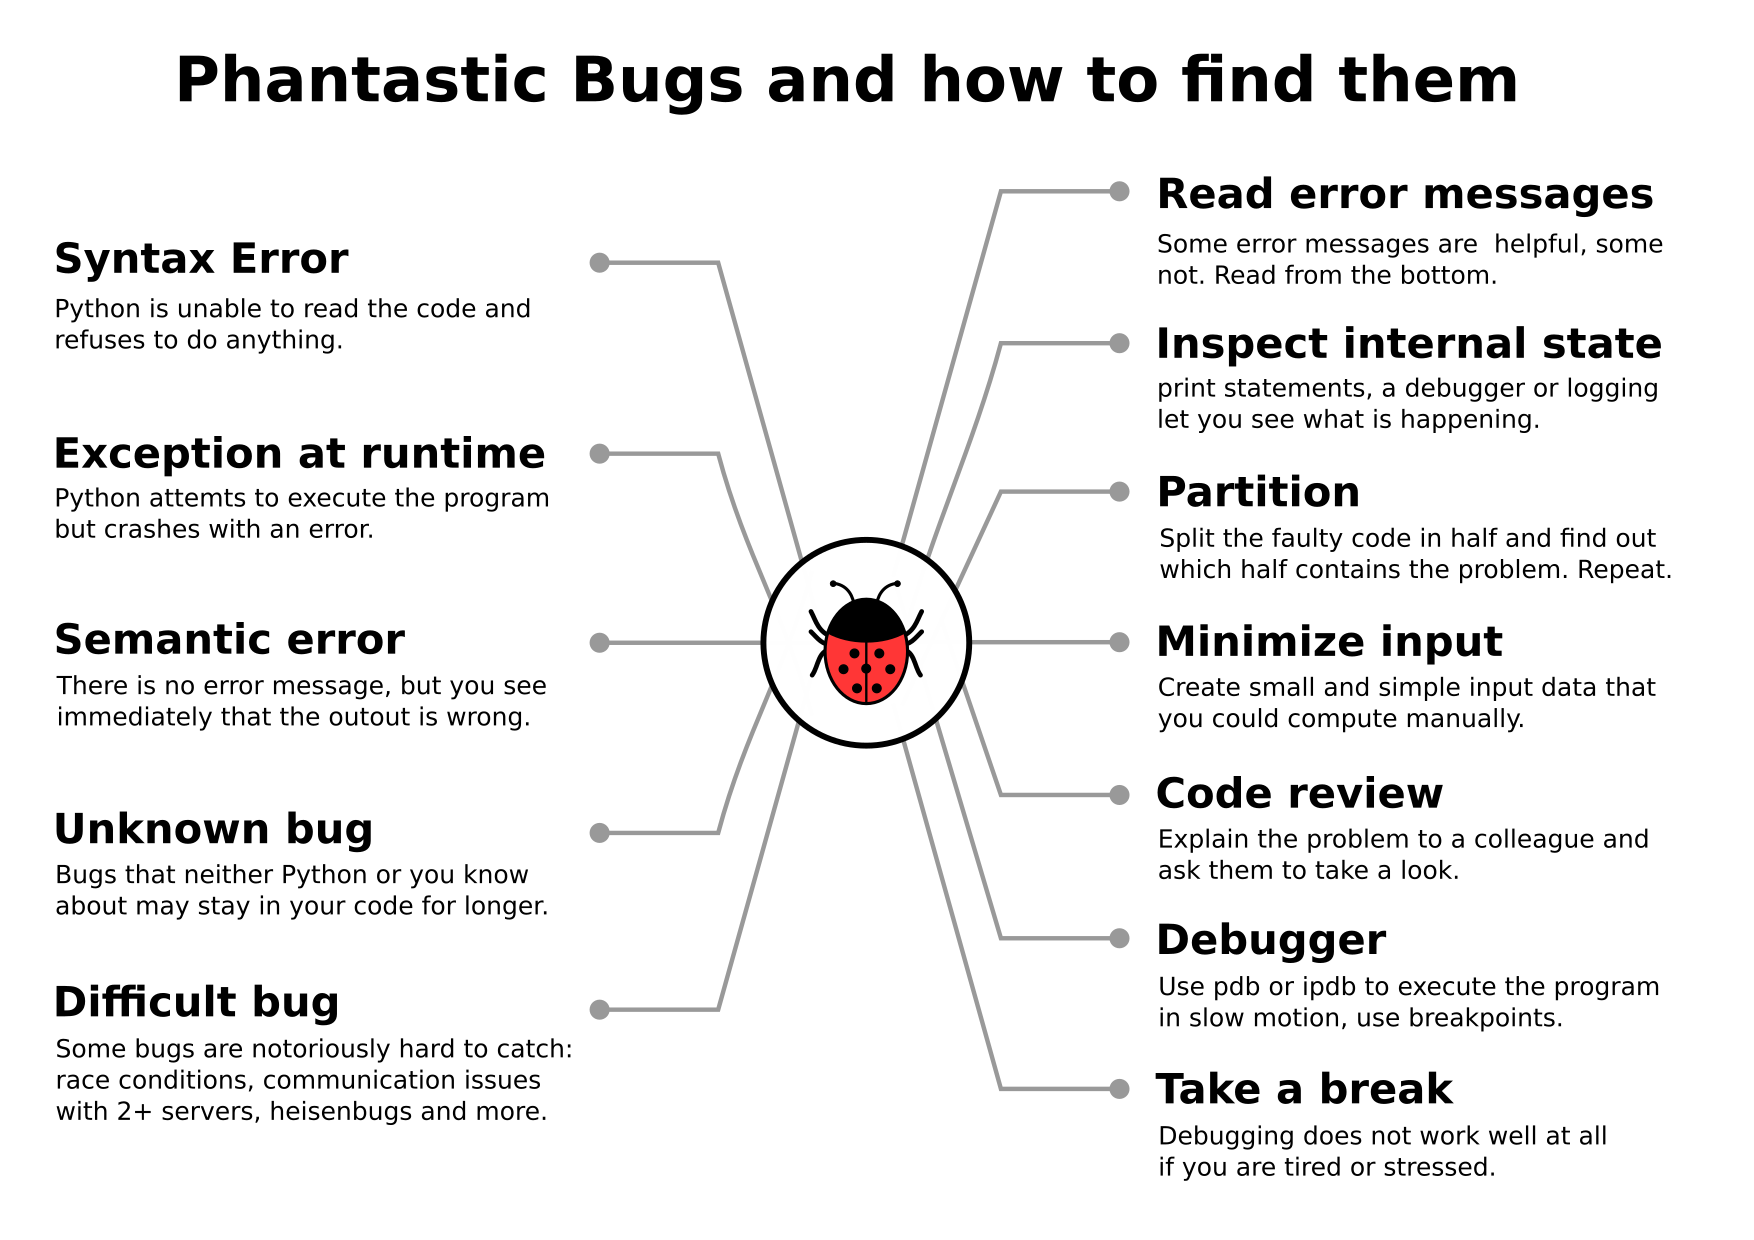 Phantastic Bugs and how to find them
Syntax Error
Python is unable to read the code and
refuses to do anything.
Exception at runtime
Python attemts to execute the program
but crashes with an error.
Semantic error
There is no error message, but you see
immediately that the outout is wrong.
Unknown bug
Bugs that neither Python or you know
about may stay in your code for longer.
Difficult bug
Some bugs are notoriously hard to catch:
race conditions, communication issues
with 2+ servers, heisenbugs and more.
Read error messages
Some error messages are  helpful, some
not. Read from the bottom.
Inspect internal state
print statements, a debugger or logging
let you see what is happening.
Partition
Split the faulty code in half and find out
which half contains the problem. Repeat.
Minimize input
Create small and simple input data that
you could compute manually.
Code review
Explain the problem to a colleague and
ask them to take a look.
Debugger
Use pdb or ipdb to execute the program
in slow motion, use breakpoints.
Take a break
Debugging does not work well at all
if you are tired or stressed.